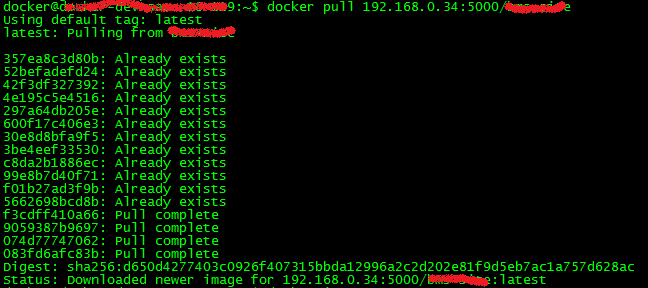 docker@ 9:~$ docker pull 192.168.0.34:5000/
Using default tag: latest
latest: Pulling from
357ea8c3d80b: Already exists
52befadefd24: Already exists
42f3df327392: Already exists
4e195c5e4516: Already exists
297a64db205e: Already exists
600f17c406e3: Already exists
30e8d8bfa9f5: Already exists
3be4eef33530: Already exists
c8da2b1886ec: Already exists
99e8b7d40f71: Already exists
f01b27ad3f9b: Already exists
5662698bcd8b: Already exists
f3cdff410a66: Pull complete
9059387b9697: Pull complete
074d77747062: Pull complete
083fd6afc83b: Pull complete
Digest: sha256:d650d4277403c0926f407315bbda12996a2c2d202e81f9d5eb7ac1a757d628ac
Status: Downloaded newer image for 192.168.0.34:5000/ :latest